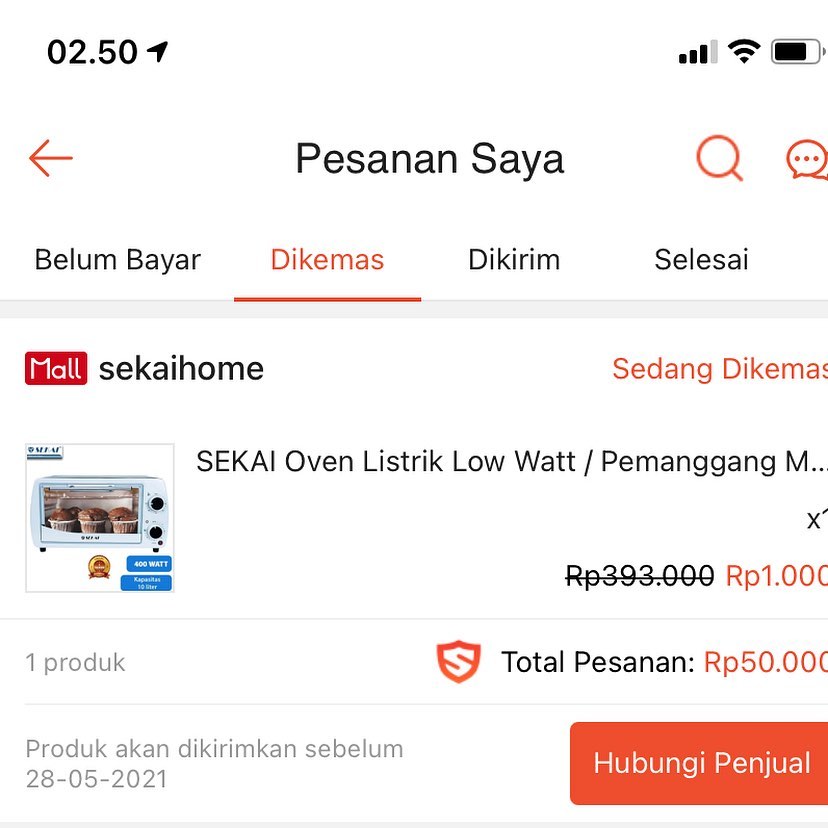 02.50
Pesanan Saya
Belum Bayar Dikemas Dikirim Selesai
Mall sekaihome Sedang Dikemas
SEKAI
SEKAI Oven Listrik Low Watt / Pemanggang M...
x1
SEKAI
400 WATT
Kapasitas
10 liter
Rp393.000 Rp1.000
1 produk Total Pesanan: Rp50.000
Produk akan dikirimkan sebelum
28-05-2021
Hubungi Penjual